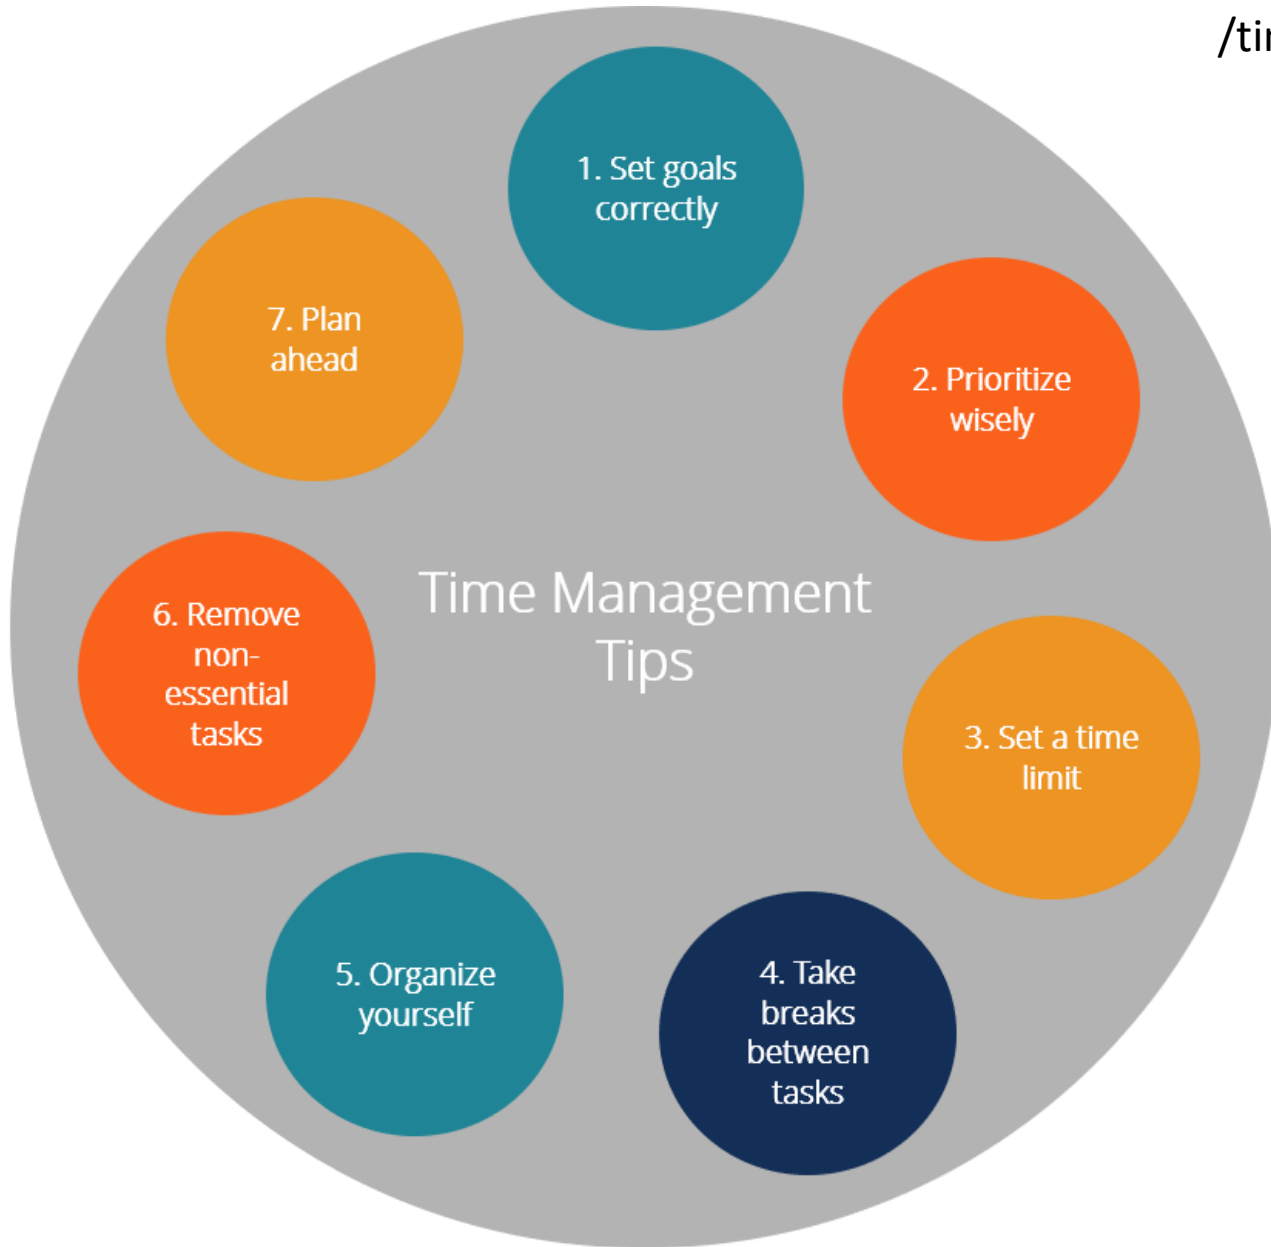 /tir
1. Set goals
correctly
2. Prioritize
wisely
3. Set a time
limit
4. Take
breaks
between
tasks
5. Organize
yourself
6. Remove
non-
essential
tasks
7. Plan
ahead
Time Management
Tips